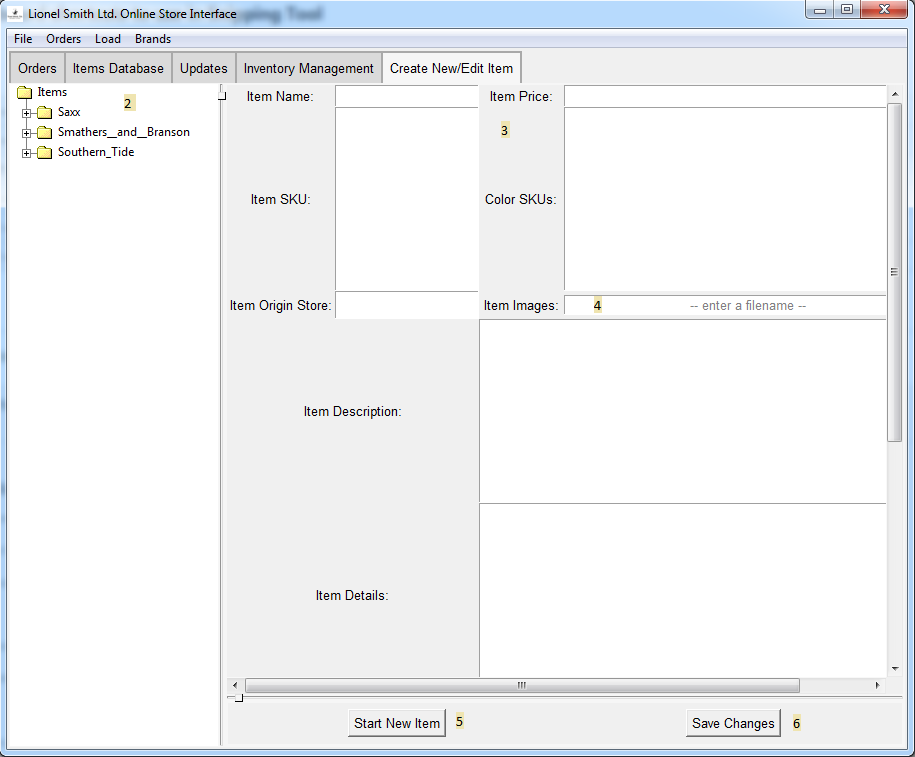 Lionel Smith Ltd. Online Store Interface
File Orders Load Brands
Orders Items Database Updates Inventory Management Create New/Edit Item
Items
2
Saxx
Smathers__and__Branson
Southern_Tide
Item Name: Item Price:
3
Item SKU: Color SKUs:
Item Origin Store: Item Images: 4 -- enter a filename --
Item Description:
Item Details:
Start New Item 5 Save Changes 6